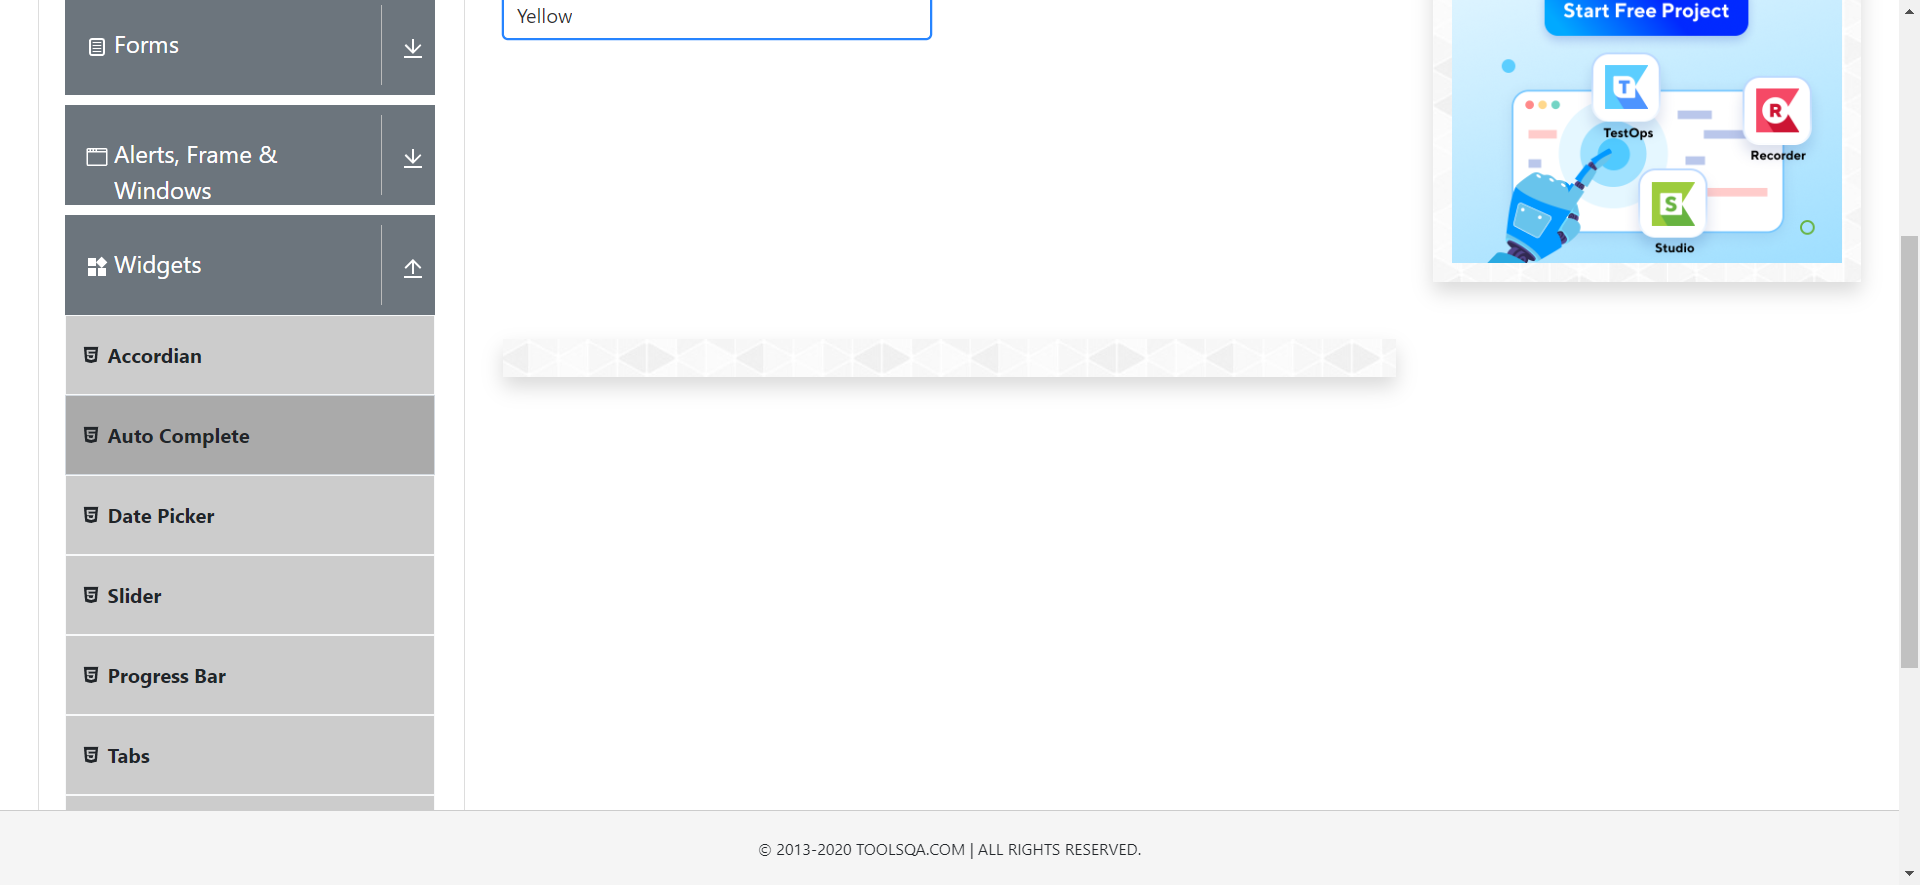 Forms
Alerts, Frame &
Windows
Widgets
Accordian
Auto Complete
Date Picker
Slider
Progress Bar
Tabs
Yellow
Start Free Project
T
TestOps
R
Recorder
S
Studio
© 2013-2020 TOOLSQA.COM | ALL RIGHTS RESERVED.